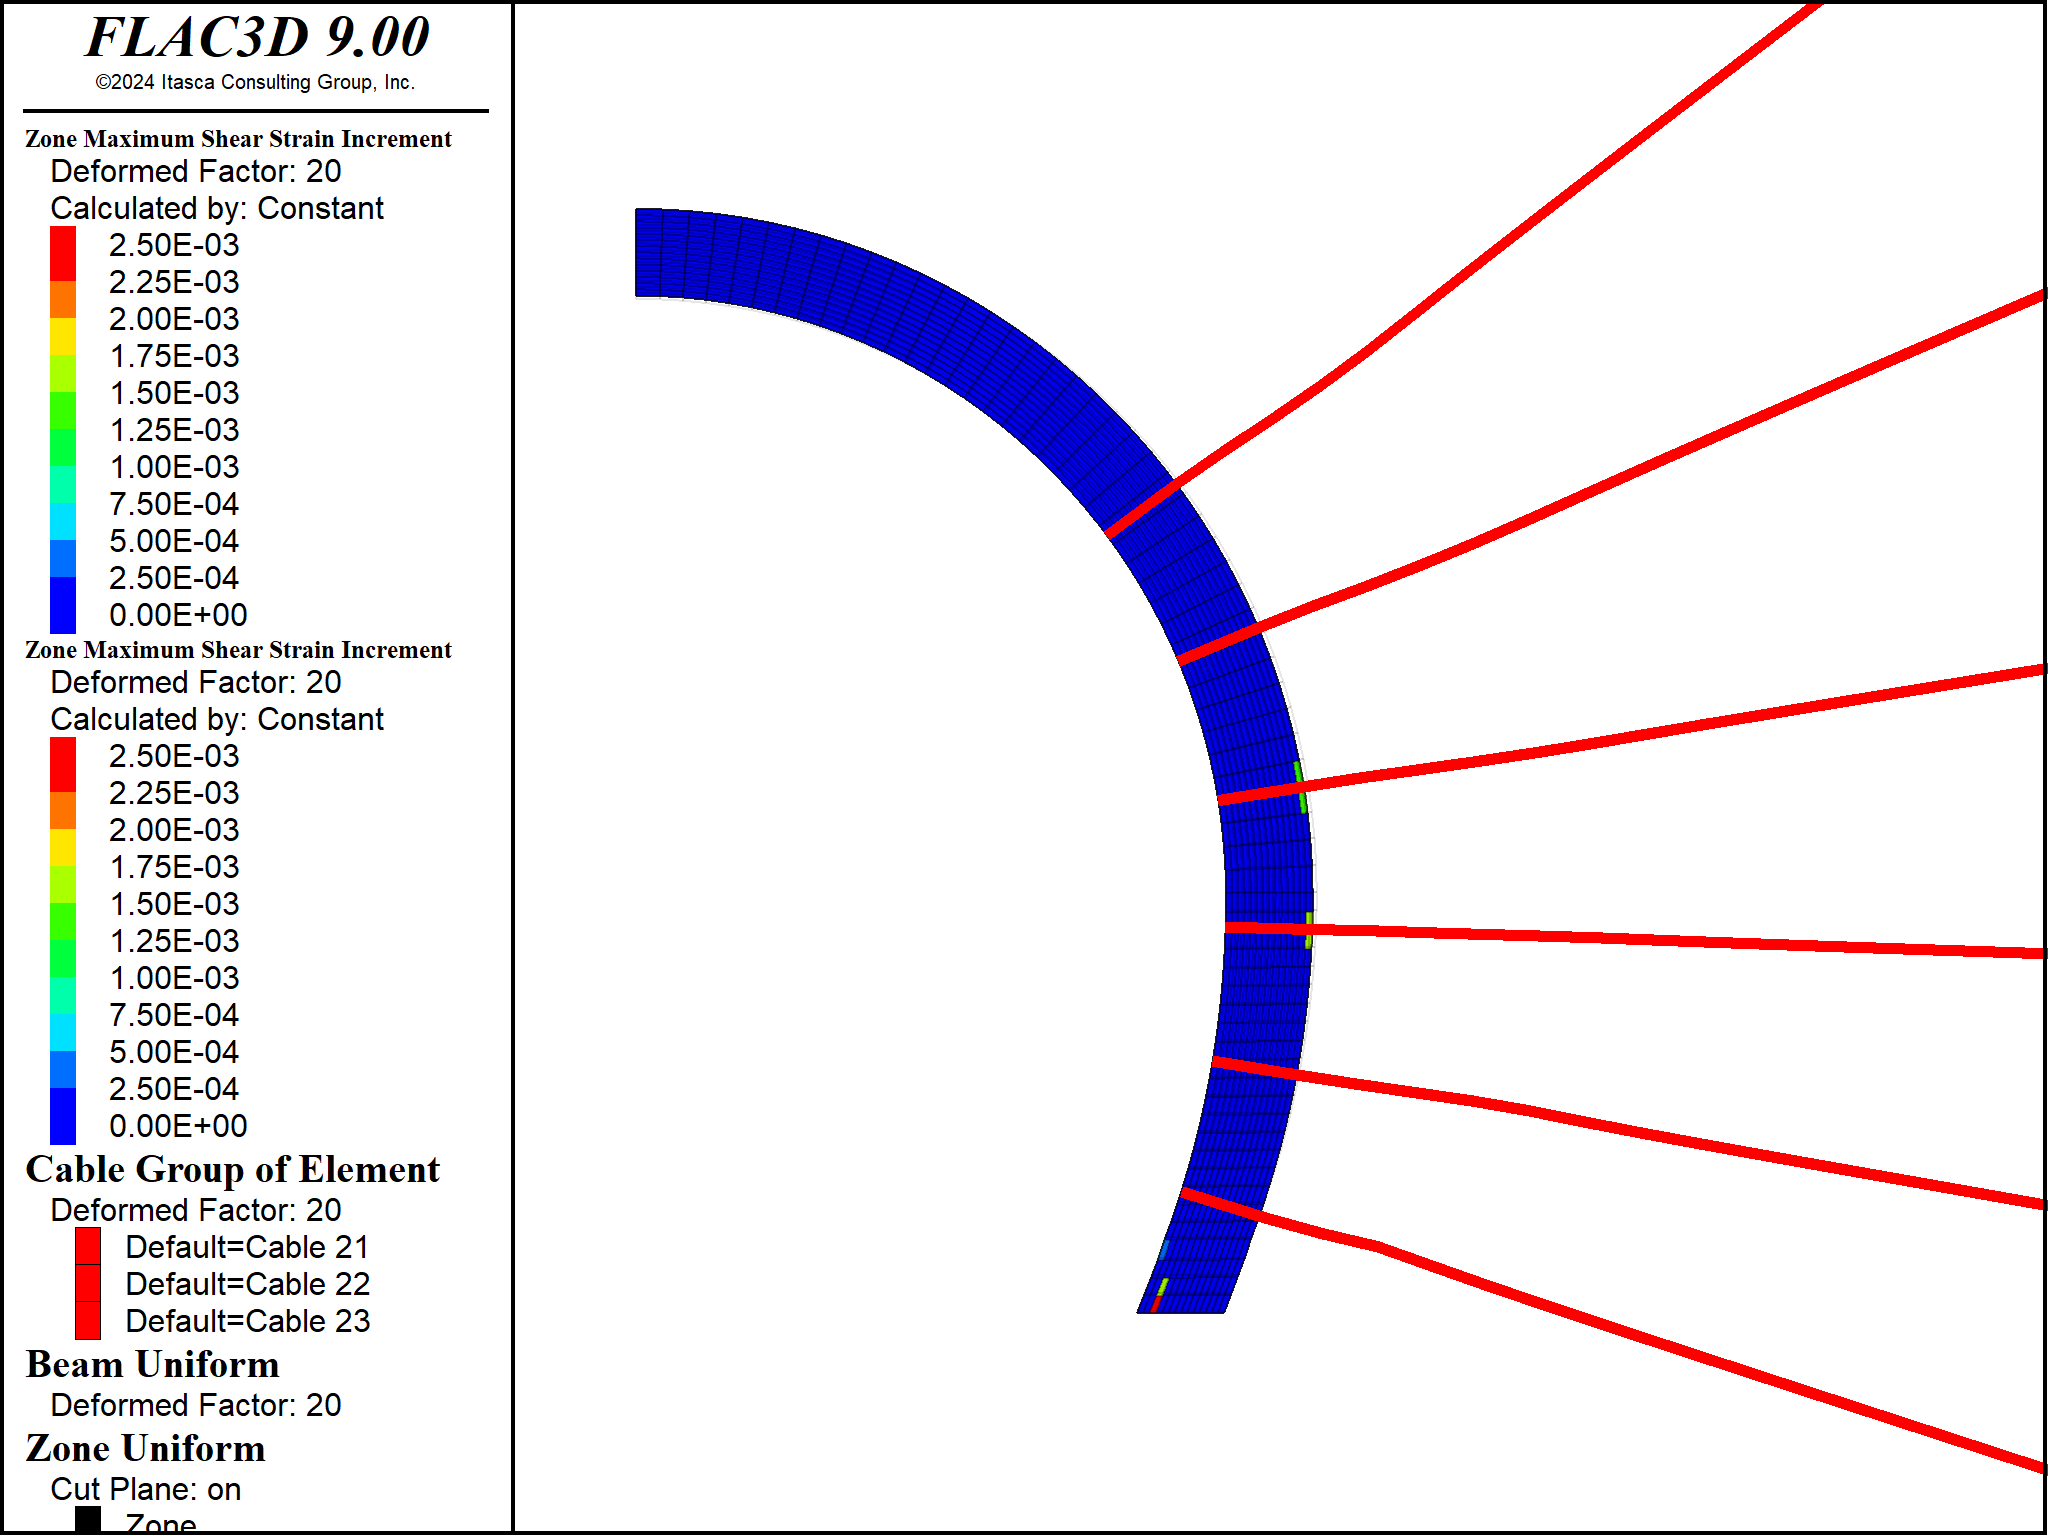 FLAC3D 9.00
©2024 Itasca Consulting Group, Inc.
Zone Maximum Shear Strain Increment
Deformed Factor: 20
Calculated by: Constant
2.50E-03
2.25E-03
2.00E-03
1.75E-03
1.50E-03
1.25E-03
1.00E-03
7.50E-04
5.00E-04
2.50E-04
0.00E+00
Zone Maximum Shear Strain Increment
Deformed Factor: 20
Calculated by: Constant
2.50E-03
2.25E-03
2.00E-03
1.75E-03
1.50E-03
1.25E-03
1.00E-03
7.50E-04
5.00E-04
2.50E-04
0.00E+00
Cable Group of Element
Deformed Factor: 20
Default=Cable 21
Default=Cable 22
Default=Cable 23
Beam Uniform
Deformed Factor: 20
Zone Uniform
Cut Plane: on
Zone